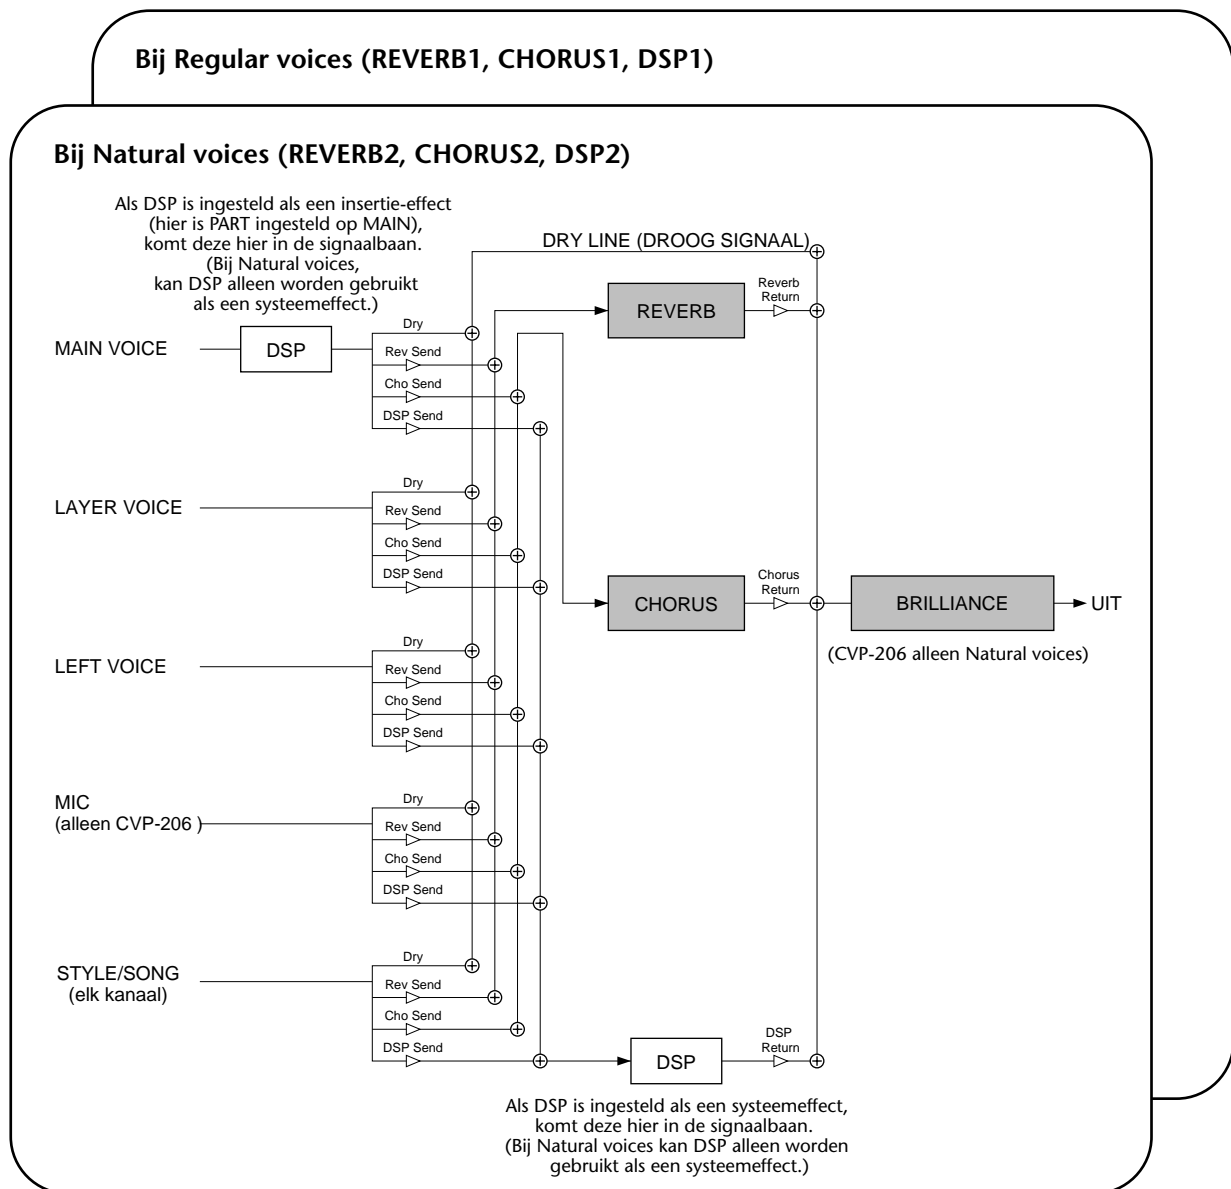 Bij Regular voices (REVERB1, CHORUS1, DSP1)
Bij Natural voices (REVERB2, CHORUS2, DSP2)
Als DSP is ingesteld als een insertie-effect
(hier is PART ingesteld op MAIN),
komt deze hier in de signaalbaan.
(Bij Natural voices,
kan DSP alleen worden gebruikt
als een systeemeffect.)
DRY LINE (DROOG SIGNAAL)
REVERB
Reverb
Return
MAIN VOICE
DSP
Dry
Rev Send
Cho Send
DSP Send
LAYER VOICE
Dry
Rev Send
Cho Send
DSP Send
CHORUS
Chorus
Return
BRILLIANCE
UIT
(CVP-206 alleen Natural voices)
LEFT VOICE
Dry
Rev Send
Cho Send
DSP Send
MIC
(alleen CVP-206 )
Dry
Rev Send
Cho Send
DSP Send
STYLE/SONG
(elk kanaal)
Dry
Rev Send
Cho Send
DSP Send
DSP
DSP
Return
Als DSP is ingesteld als een systeemeffect,
komt deze hier in de signaalbaan.
(Bij Natural voices kan DSP alleen worden
gebruikt als een systeemeffect.)